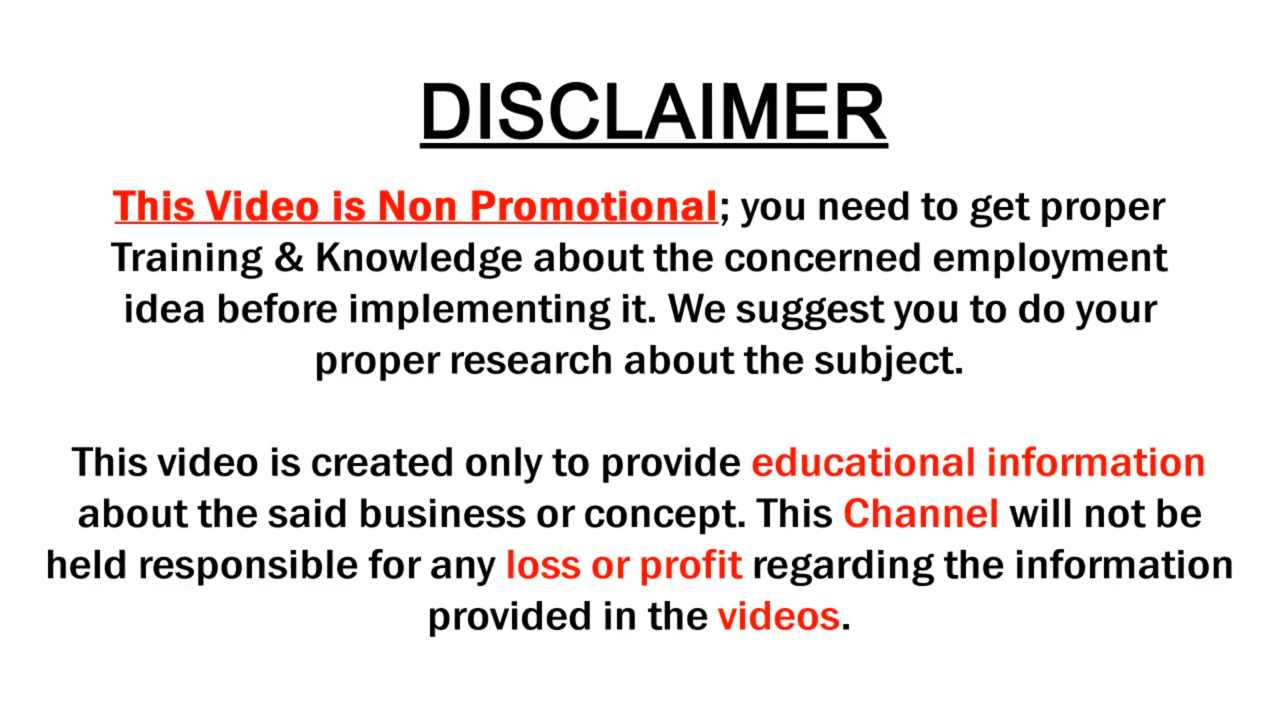 DISCLAIMER
This Video is Non Promotional; you need to get proper
Training & Knowledge about the concerned employment
idea before implementing it. We suggest you to do your
proper research about the subject.
This video is created only to provide educational information
about the said business or concept. This Channel will not be
held responsible for any loss or profit regarding the information
provided in the videos.